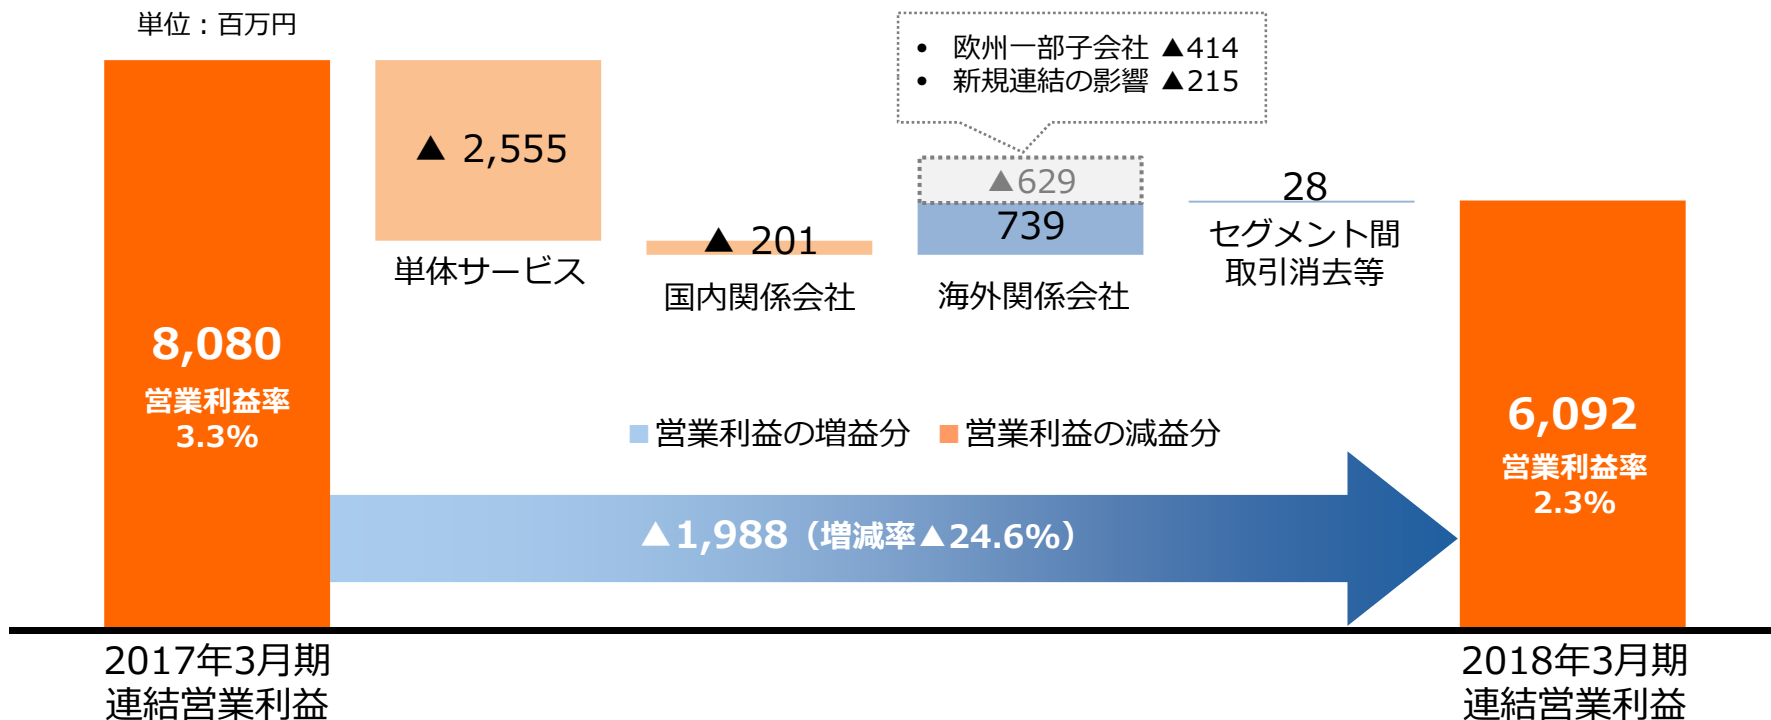 単位：百万円
• 欧州一部子会社 ▲414
• 新規連結の影響 ▲215
▲ 2,555
単体サービス
▲ 201
国内関係会社
▲629
739
海外関係会社
28
セグメント間
取引消去等
8,080
営業利益率
3.3%
■営業利益の増益分 ■営業利益の減益分
6,092
営業利益率
2.3%
▲1,988（増減率▲24.6%）
2017年3月期
連結営業利益
2018年3月期
連結営業利益